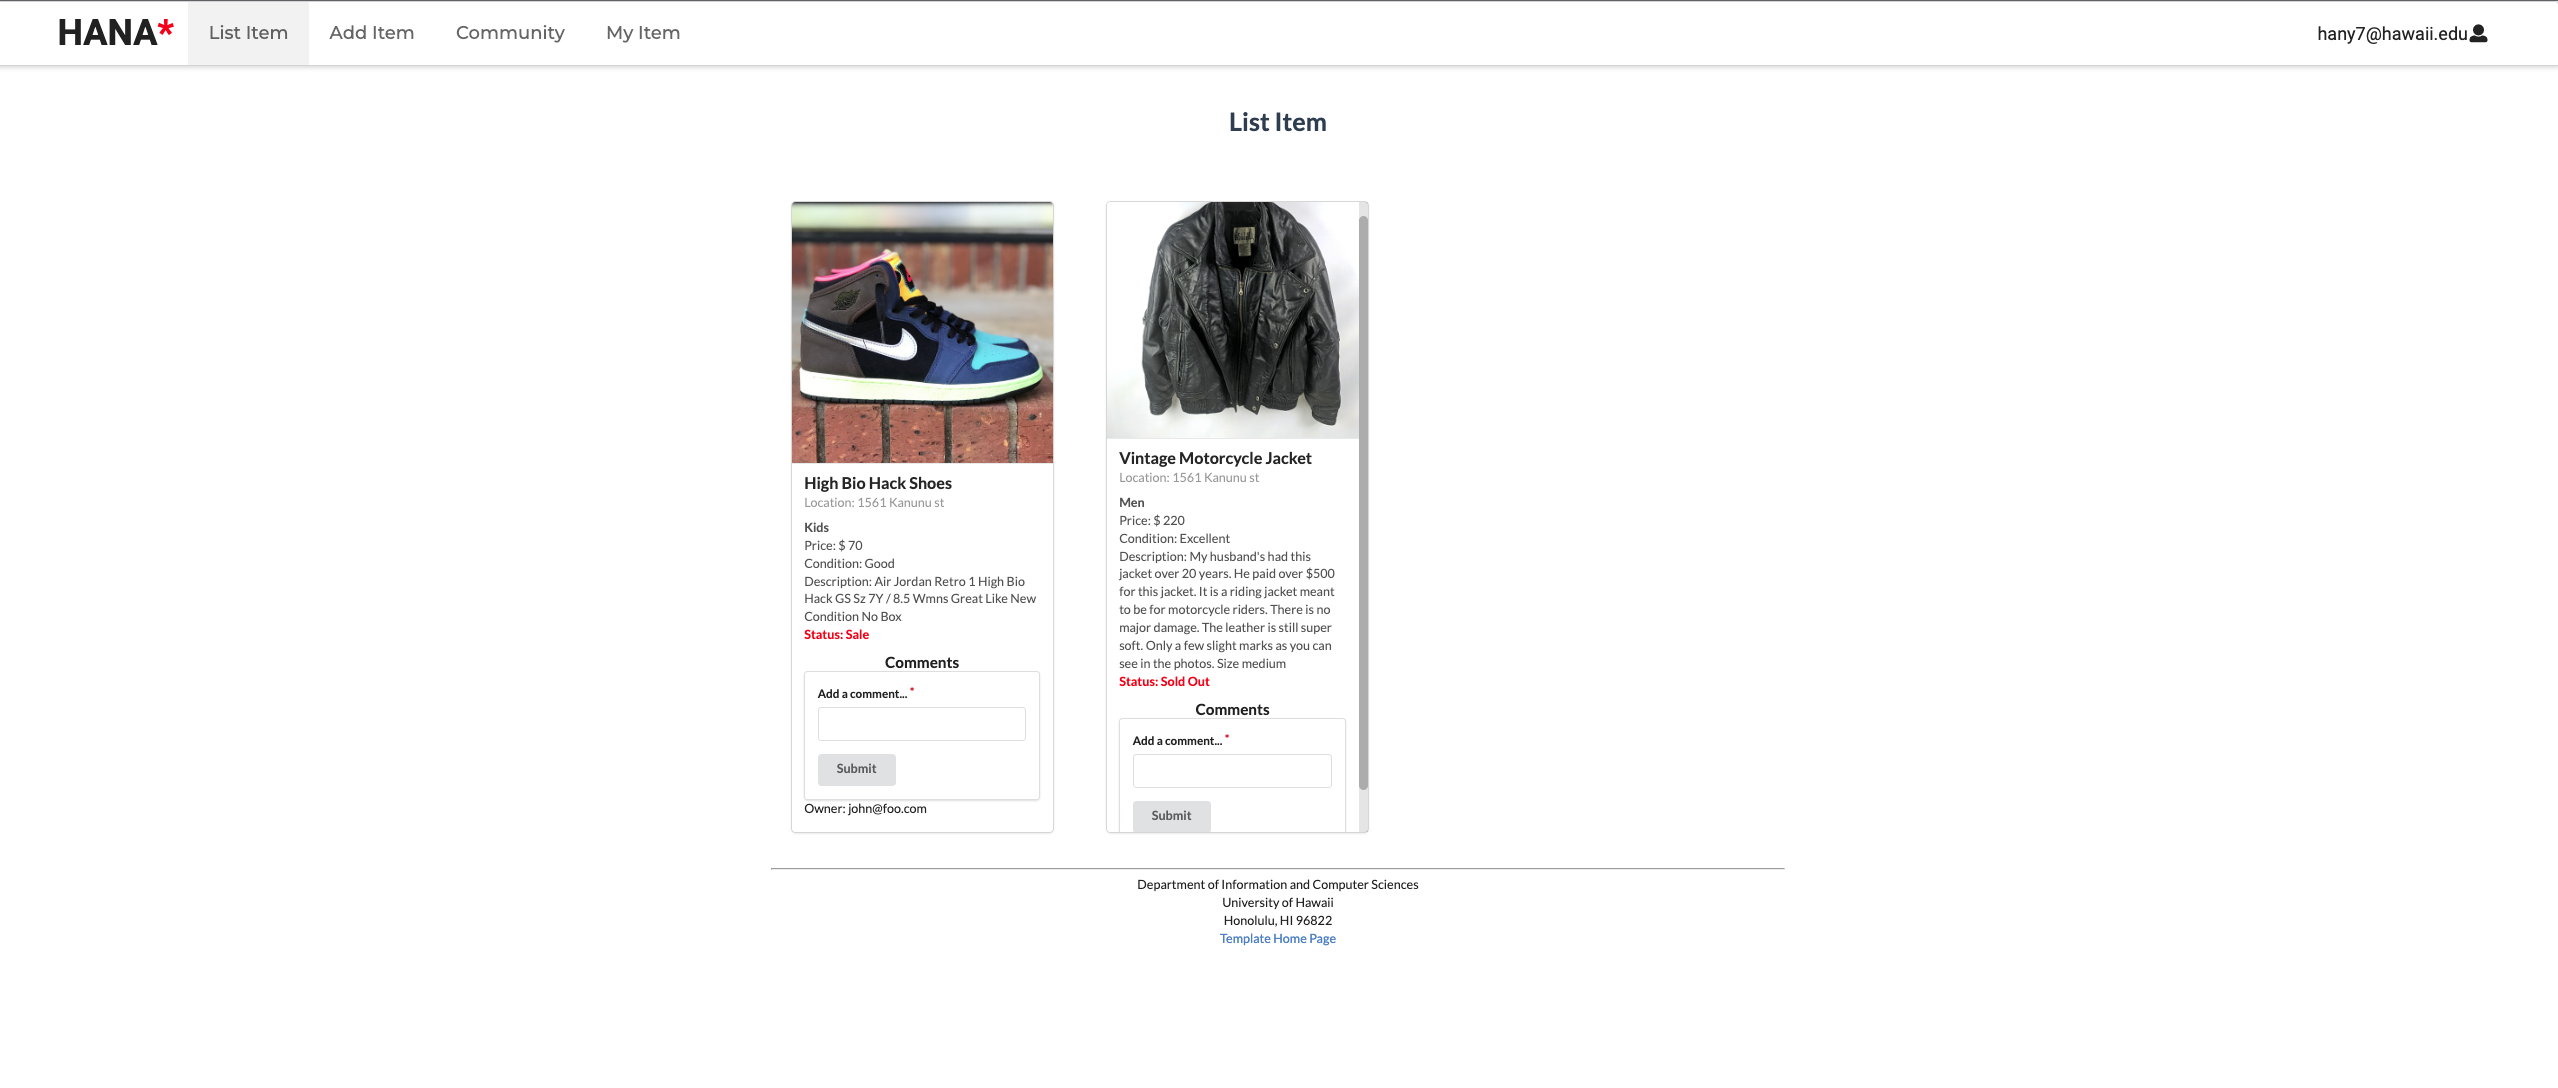 HANA*
List Item
Add Item
Community
My Item
hany7@hawaii.edu
List Item
High Bio Hack Shoes
Location: 1561 Kanunu st
Kids
Price: $ 70
Condition: Good
Description: Air Jordan Retro 1 High Bio
Hack GS Sz 7Y / 8.5 Wmns Great Like New
Condition No Box
Status: Sale
Comments
Add a comment... *
Submit
Owner: john@foo.com
Vintage Motorcycle Jacket
Location: 1561 Kanunu st
Men
Price: $ 220
Condition: Excellent
Description: My husband's had this
jacket over 20 years. He paid over $500
for this jacket. It is a riding jacket meant
to be for motorcycle riders. There is no
major damage. The leather is still super
soft. Only a few slight marks as you can
see in the photos. Size medium
Status: Sold Out
Comments
Add a comment... *
Submit
Department of Information and Computer Sciences
University of Hawaii
Honolulu, HI 96822
Template Home Page